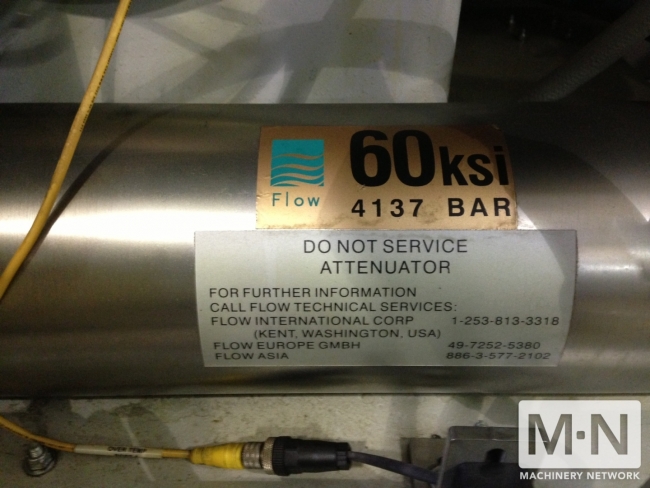 60ksi
Flow
4137 BAR
DO NOT SERVICE
ATTENUATOR
FOR FURTHER INFORMATION
CALL FLOW TECHNICAL SERVICES:
FLOW INTERNATIONAL CORP 1-253-813-3318
(KENT, WASHINGTON, USA)
FLOW EUROPE GMBH 49-7252-5380
FLOW ASIA 886-3-577-2102
OVER TEMP
M·N
MACHINERY NETWORK